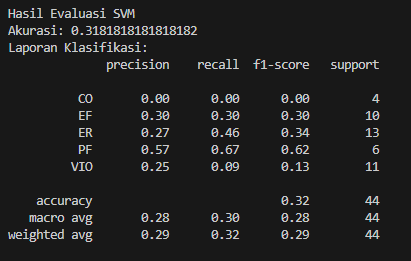 Hasil Evaluasi SVM
Akurasi: 0.3181818181818182
Laporan Klasifikasi:
precision recall f1-score support
CO 0.00 0.00 0.00 4
EF 0.30 0.30 0.30 10
ER 0.27 0.46 0.34 13
PF 0.57 0.67 0.62 6
VIO 0.25 0.09 0.13 11
accuracy 0.32 44
macro avg 0.28 0.30 0.28 44
weighted avg 0.29 0.32 0.29 44